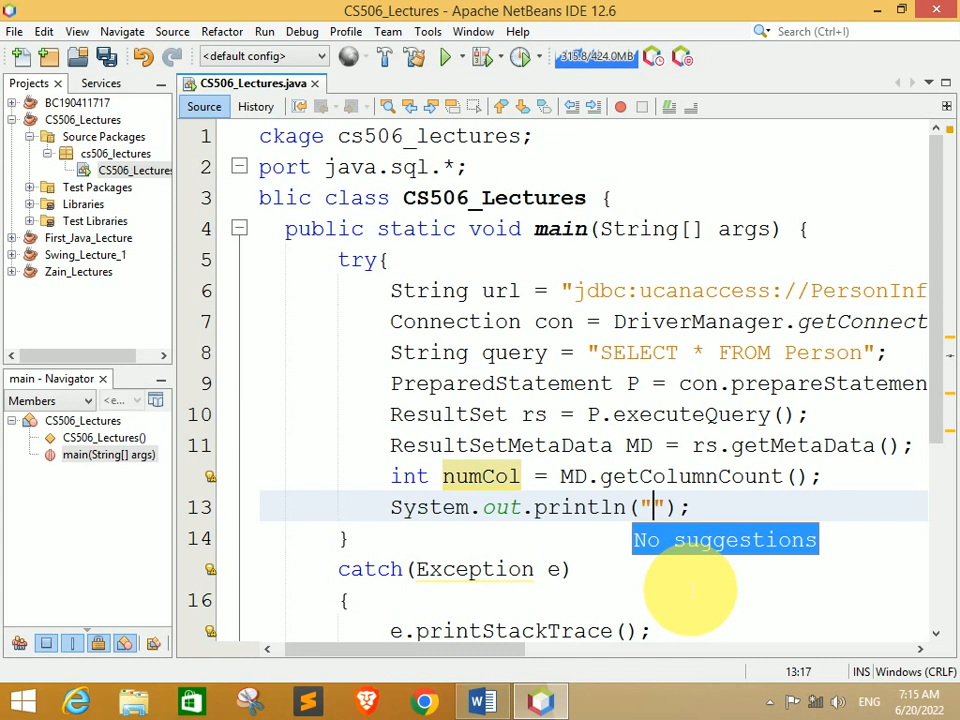 CS506_Lectures - Apache NetBeans IDE 12.6
File Edit View Navigate Source Refactor Run Debug Profile Team Tools Window Help
Search (Ctrl+I)
<default config>
315.8/424.0MB
Projects
Services
CS506_Lectures.java
BC190411717
CS506_Lectures
Source Packages
cs506_lectures
CS506_Lectures
Test Packages
Libraries
Test Libraries
First_Java_Lecture
Swing_Lecture_1
Zain_Lectures
main - Navigator
Members
<e...
CS506_Lectures
CS506_Lectures()
main(String[] args)
Source History
1 ckage cs506_lectures;
2 port java.sql.*;
3 blic class CS506_Lectures {
4 public static void main(String[] args) {
5 try{
6 String url = "jdbc:ucanaccess://PersonInf
7 Connection con = DriverManager.getConnect
8 String query = "SELECT * FROM Person";
9 PreparedStatement P = con.prepareStatemen
10 ResultSet rs = P.executeQuery();
11 ResultSetMetaData MD = rs.getMetaData();
int numCol = MD.getColumnCount();
13 System.out.println("");
No suggestions
14 }
catch(Exception e)
16 {
e.printStackTrace();
13:17
INS
Windows (CRLF)
ENG
7:15 AM
6/20/2022